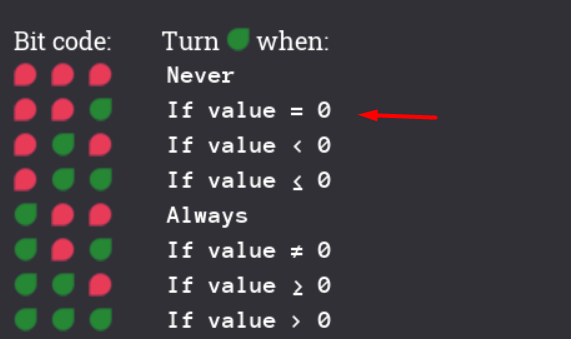 Bit code: Turn when:
Never
If value = 0
If value < 0
If value ≤ 0
Always
If value ≠ 0
If value ≥ 0
If value > 0